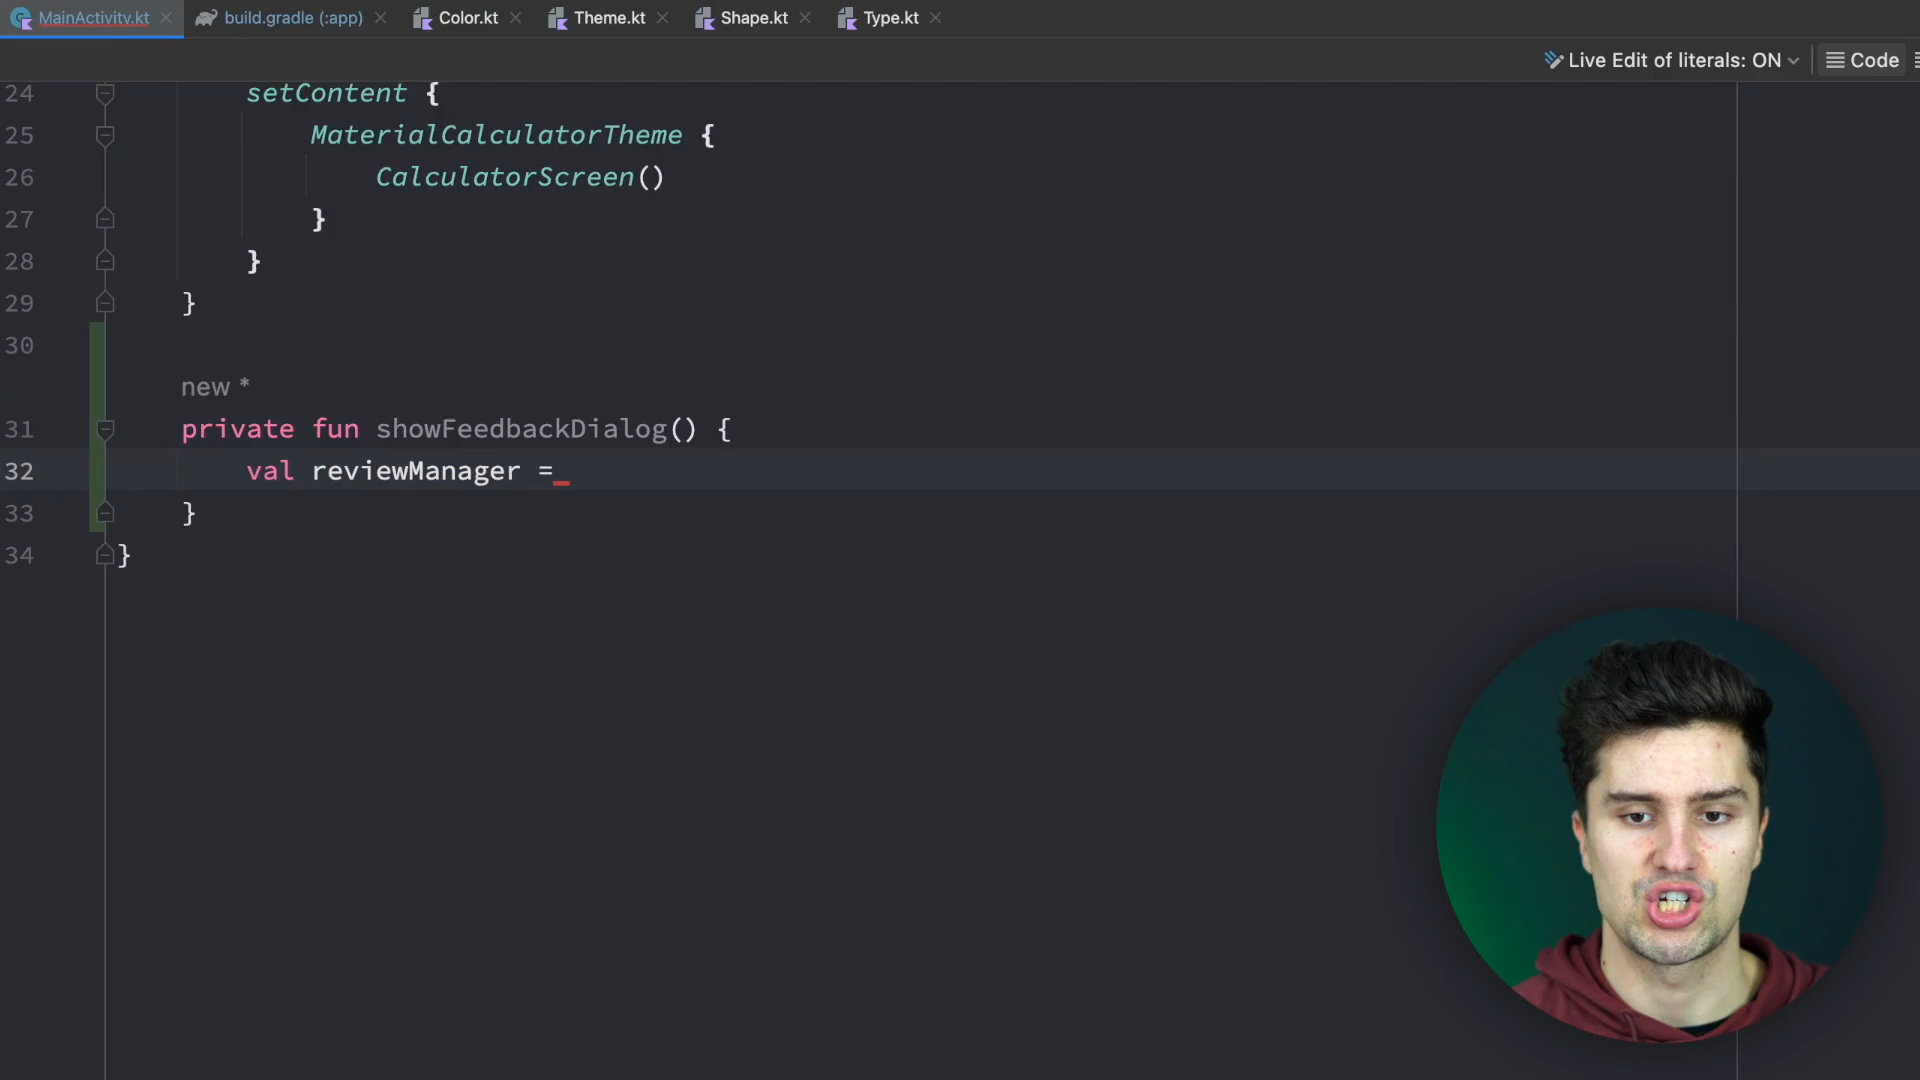 MainActivity.kt build.gradle (:app) Color.kt Theme.kt Shape.kt Type.kt
Live Edit of literals: ON Code
24 setContent {
25 MaterialCalculatorTheme {
26 CalculatorScreen()
27 }
28 }
29 }
30
new *
31 private fun showFeedbackDialog() {
32 val reviewManager =
33 }
34 }